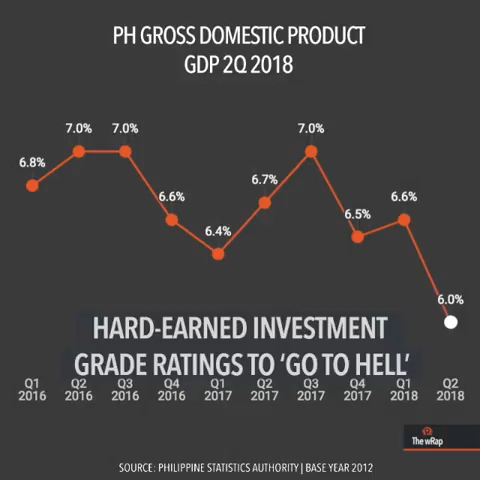 PH GROSS DOMESTIC PRODUCT
GDP 2Q 2018
6.8%
7.0%
7.0%
6.6%
6.4%
6.7%
7.0%
6.5%
6.6%
6.0%
HARD-EARNED INVESTMENT
GRADE RATINGS TO ‘GO TO HELL’
Q1 Q2 Q3 Q4 Q1 Q2 Q3 Q4 Q1 Q2
2016 2016 2016 2016 2017 2017 2017 2017 2018 2018
The wRap
SOURCE: PHILIPPINE STATISTICS AUTHORITY | BASE YEAR 2012